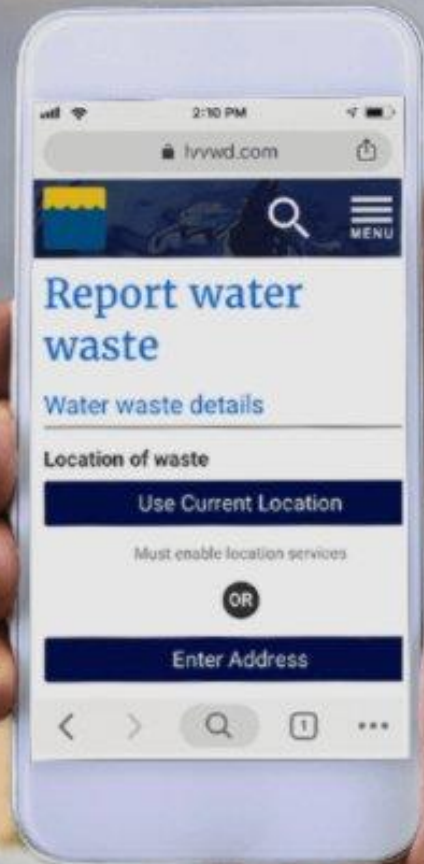 2:10 PM
lvvwd.com
MENU
Report water
waste
Water waste details
Location of waste
Use Current Location
Must enable location services
OR
Enter Address
1